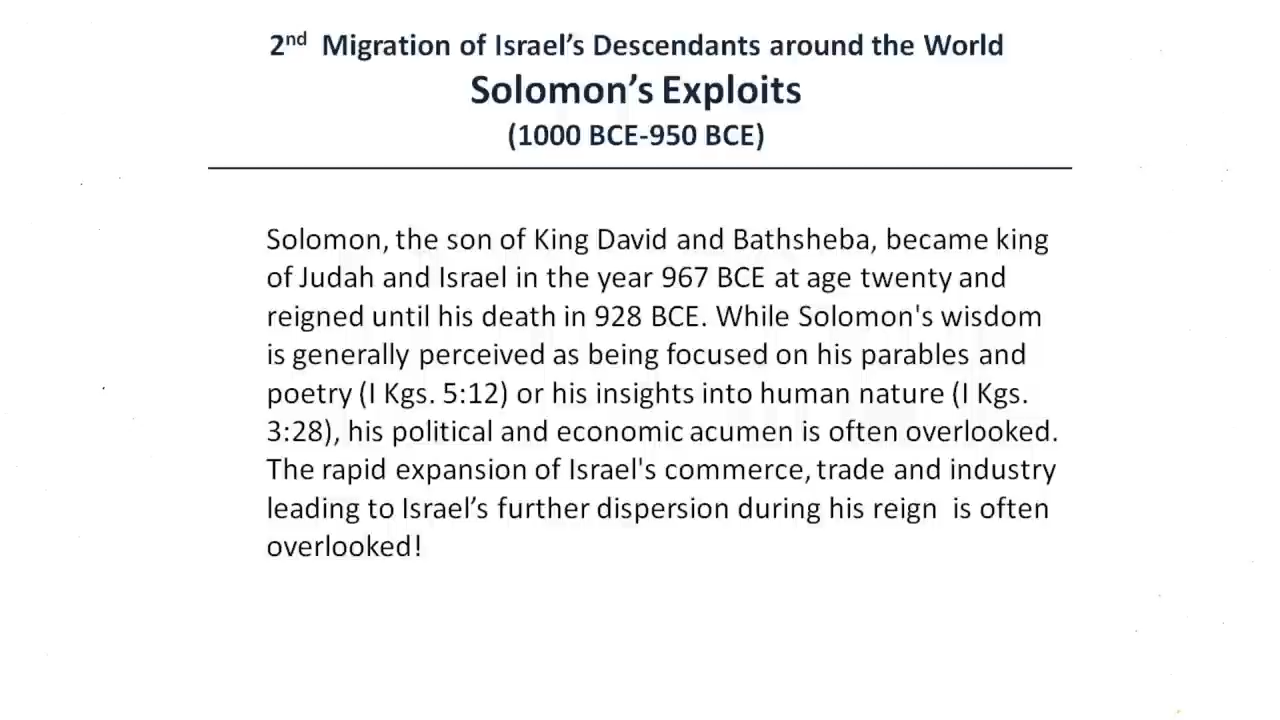 2nd Migration of Israel’s Descendants around the World
Solomon’s Exploits
(1000 BCE-950 BCE)
Solomon, the son of King David and Bathsheba, became king
of Judah and Israel in the year 967 BCE at age twenty and
reigned until his death in 928 BCE. While Solomon's wisdom
is generally perceived as being focused on his parables and
poetry (I Kgs. 5:12) or his insights into human nature (I Kgs.
3:28), his political and economic acumen is often overlooked.
The rapid expansion of Israel's commerce, trade and industry
leading to Israel’s further dispersion during his reign is often
overlooked!